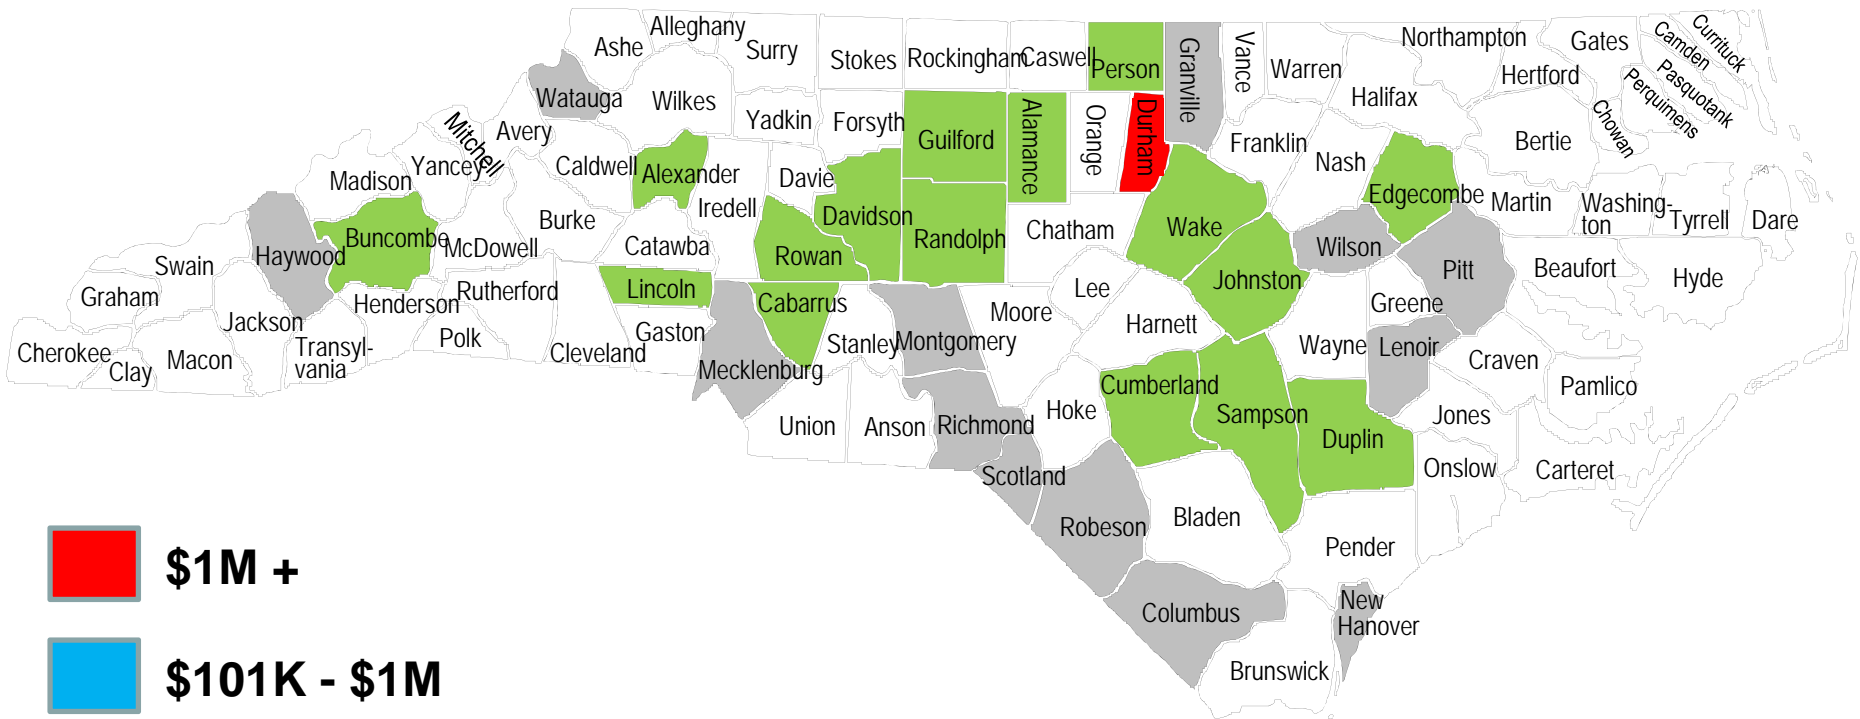 Alleghany
Ashe
Surry
Stokes
Rockingham
Caswell
Person
Granville
Vance
Warren
Northampton
Gates
Camden
Currituck
Hertford
Halifax
Pasquotank
Perquimens
Chowan
Bertie
Watauga
Wilkes
Yadkin
Forsyth
Guilford
Alamance
Orange
Durham
Franklin
Nash
Mitchell
Avery
Yancey
Caldwell
Alexander
Davie
Iredell
Madison
Edgecombe
Martin
Washing-
ton
Tyrrell
Dare
Burke
Davidson
Randolph
Chatham
Wake
Wilson
Buncombe
McDowell
Catawba
Rowan
Haywood
Swain
Pitt
Beaufort
Hyde
Johnston
Lincoln
Rutherford
Henderson
Cabarrus
Lee
Greene
Graham
Jackson
Moore
Harnett
Polk
Gaston
Stanley
Montgomery
Wayne
Lenoir
Craven
Cherokee
Clay
Macon
Transyl-
vania
Cleveland
Mecklenburg
Cumberland
Sampson
Pamlico
Union
Anson
Richmond
Hoke
Duplin
Jones
Scotland
Onslow
Carteret
Robeson
Bladen
Pender
Columbus
New
Hanover
Brunswick
$1M +
$101K - $1M